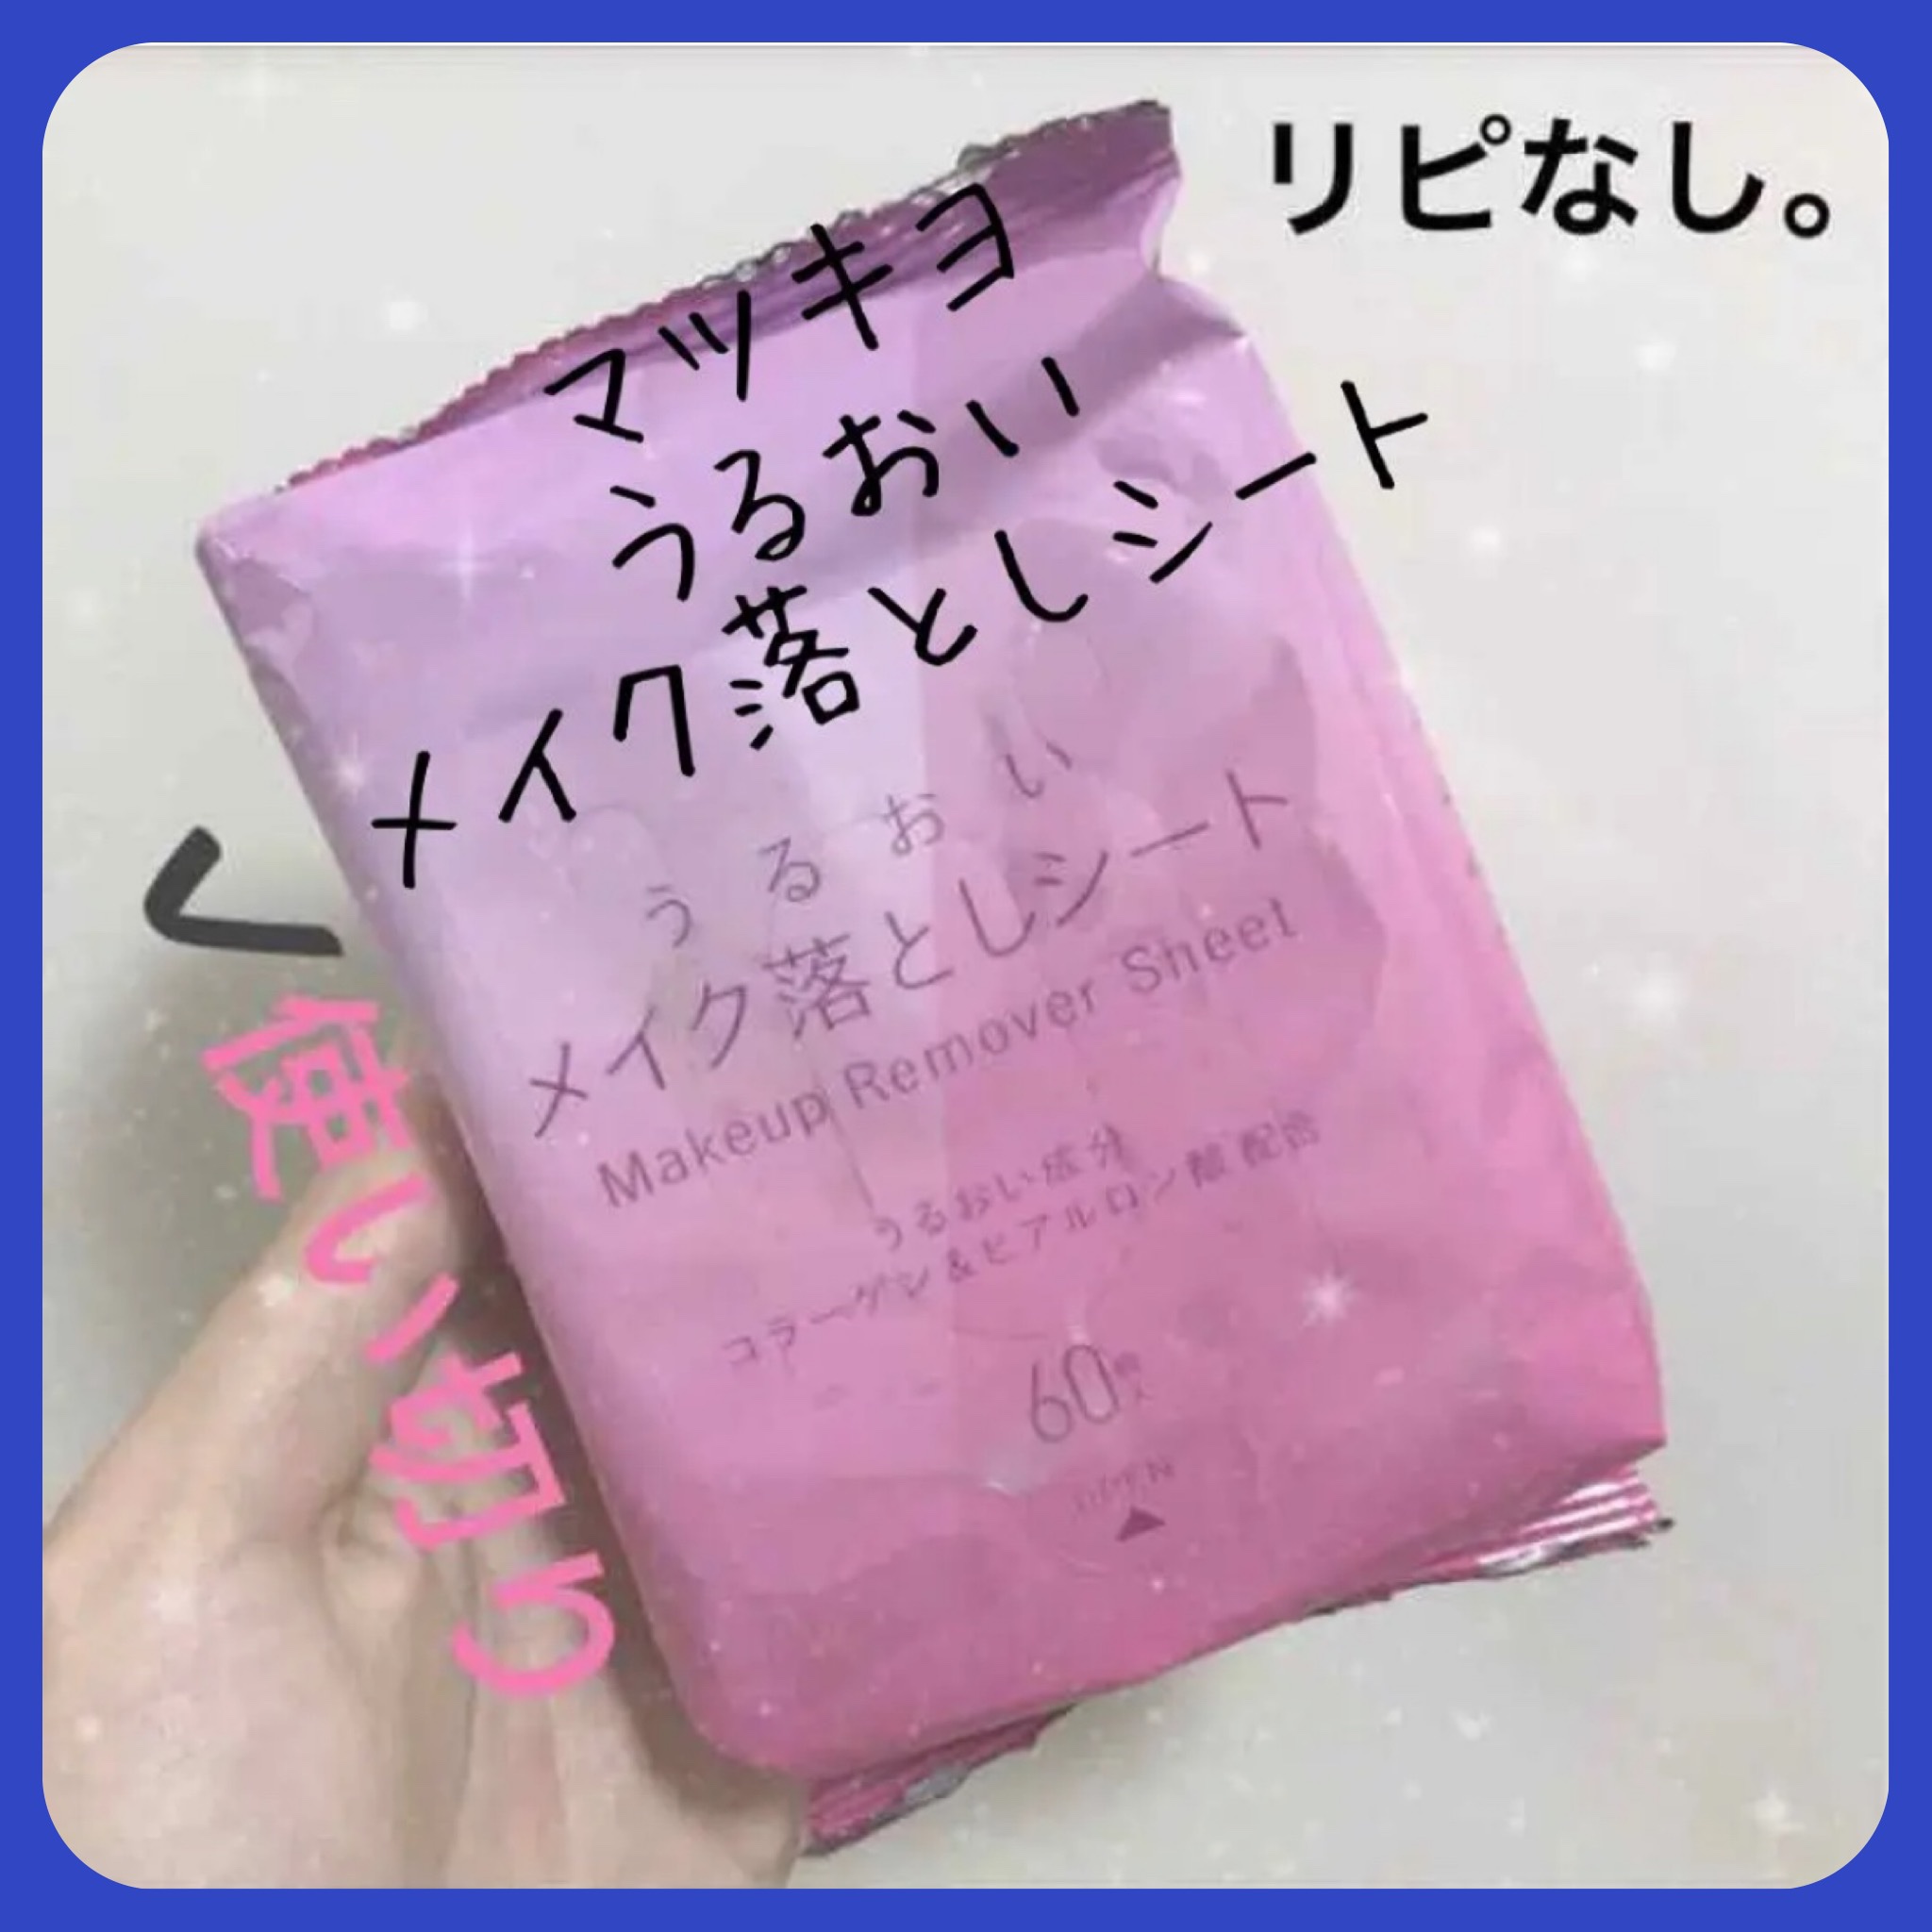 リピなし。
マツキヨ
うるおい
メイク落としシート
く
使い切り
うるおい
メイク落としシート
Makeup Remover Sheet
うるおい成分
コラーゲン&ヒアルロン酸配合
60枚入
OPEN